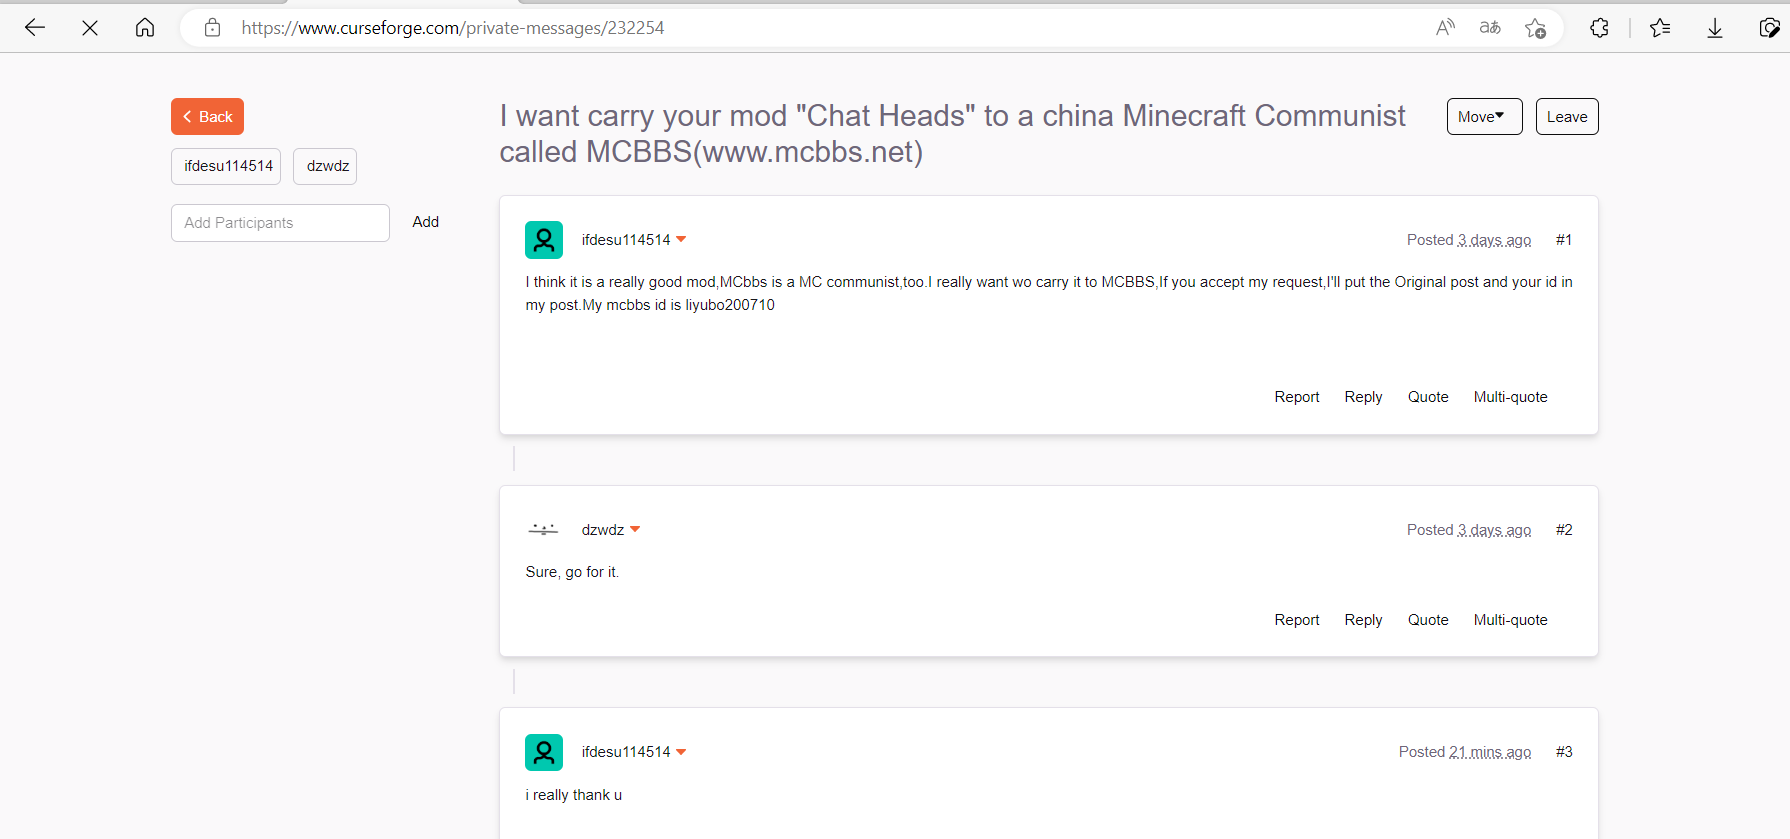 https://www.curseforge.com/private-messages/232254
Back
ifdesu114514
dzwdz
Add Participants
Add
I want carry your mod "Chat Heads" to a china Minecraft Communist
called MCBBS(www.mcbbs.net)
Move
Leave
ifdesu114514
Posted 3 days ago
#1
I think it is a really good mod,MCbbs is a MC communist,too.I really want wo carry it to MCBBS,If you accept my request,I'll put the Original post and your id in
my post.My mcbbs id is liyubo200710
Report Reply Quote Multi-quote
dzwdz
Posted 3 days ago
#2
Sure, go for it.
Report Reply Quote Multi-quote
ifdesu114514
Posted 21 mins ago
#3
i really thank u